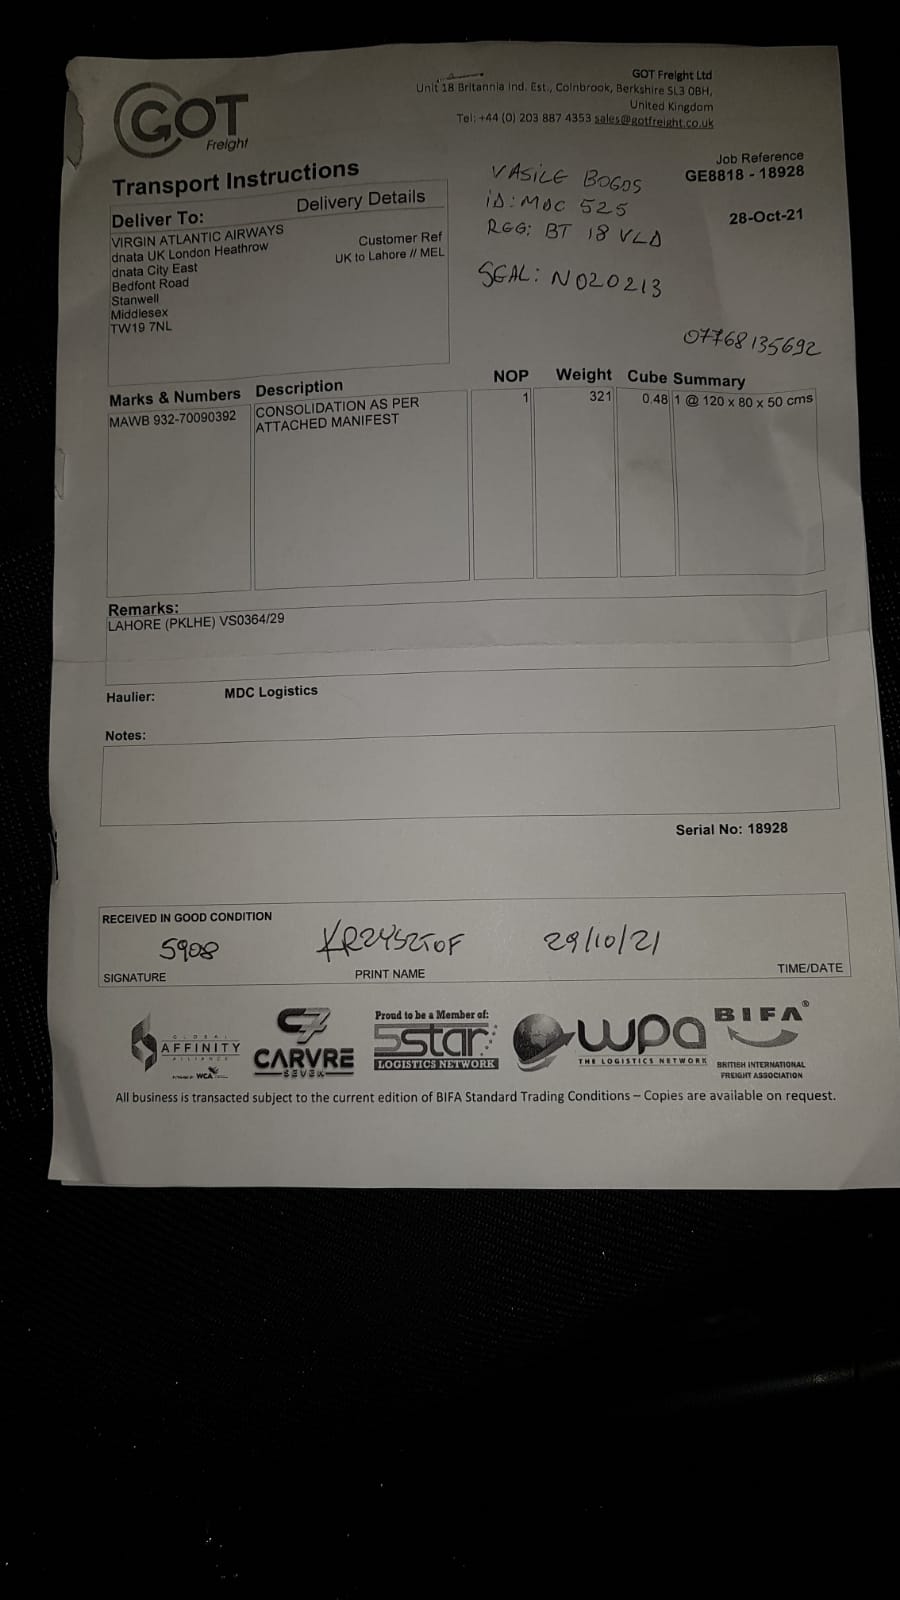 GOT
Freight
GOT Freight Ltd
Unit 18 Britannia Ind. Est., Colnbrook, Berkshire SL3 0BH,
United Kingdom
Tel: +44 (0) 203 887 4353 sales@gotfreight.co.uk
Transport Instructions
Job Reference
GE8818 - 18928
28-Oct-21
VASILE BOGOS
iD: MDC 525
REG: BT 18 VLD
SEAL: N020213
07768135692
Deliver To:
Delivery Details
VIRGIN ATLANTIC AIRWAYS
dnata UK London Heathrow
dnata City East
Bedfont Road
Stanwell
Middlesex
TW19 7NL
Customer Ref
UK to Lahore // MEL
Marks & Numbers Description NOP Weight Cube Summary
MAWB 932-70090392 CONSOLIDATION AS PER 1 321 0.48 1 @ 120 x 80 x 50 cms
ATTACHED MANIFEST
Remarks:
LAHORE (PKLHE) VS0364/29
Haulier: MDC Logistics
Notes:
Serial No: 18928
RECEIVED IN GOOD CONDITION
5908 KRZYSZTOF 29/10/21
SIGNATURE PRINT NAME TIME/DATE
GLOBAL
AFFINITY
ALLIANCE
WCA
C7
CARVRE
SEVEN
Proud to be a Member of:
5star
LOGISTICS NETWORK
wpa
THE LOGISTICS NETWORK
BIFA®
BRITISH INTERNATIONAL
FREIGHT ASSOCIATION
All business is transacted subject to the current edition of BIFA Standard Trading Conditions – Copies are available on request.